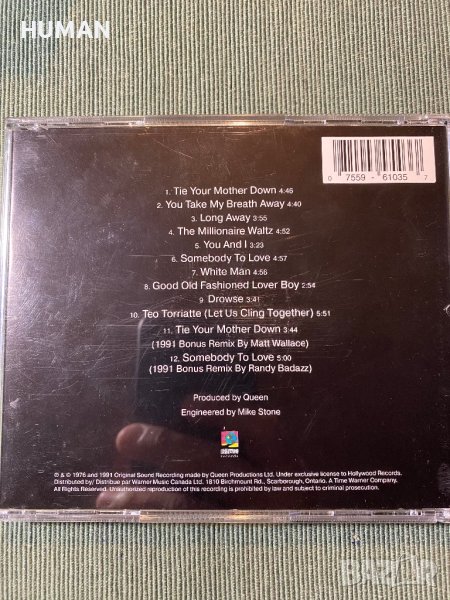 HUMAN
0 7559 - 61035 7
1. Tie Your Mother Down 4:46
2. You Take My Breath Away 4:40
3. Long Away 3:55
4. The Millionaire Waltz 4:52
5. You And I 3:23
6. Somebody To Love 4:57
7. White Man 4:56
8. Good Old Fashioned Lover Boy 2:54
9. Drowse 3:41
10. Teo Torriatte (Let Us Cling Together) 5:51
11. Tie Your Mother Down 3:44
(1991 Bonus Remix By Matt Wallace)
12. Somebody To Love 5:00
(1991 Bonus Remix By Randy Badazz)
Produced by Queen
Engineered by Mike Stone
℗ & © 1976 and 1991 Original Sound Recording made by Queen Productions Ltd. Under exclusive license to Hollywood Records.
Distributed by/ Distribue par Warner Music Canada Ltd. 1810 Birchmount Rd., Scarborough, Ontario. A Time Warner Company.
All Rights Reserved. Unauthorized reproduction of this recording is prohibited by law and subject to criminal prosecution.
BAZAR